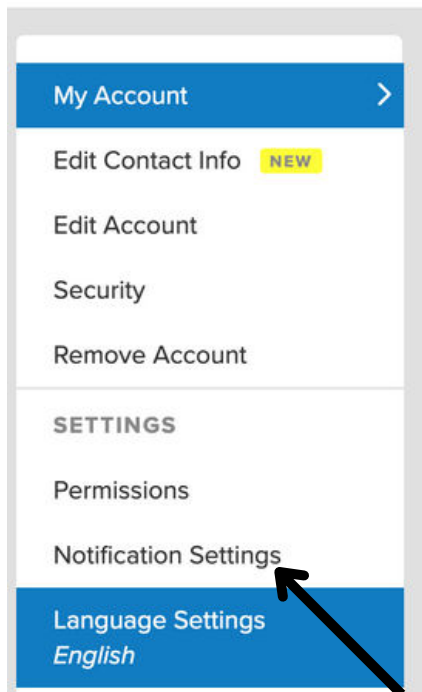 My Account
Edit Contact Info NEW
Edit Account
Security
Remove Account
SETTINGS
Permissions
Notification Settings
Language Settings
English